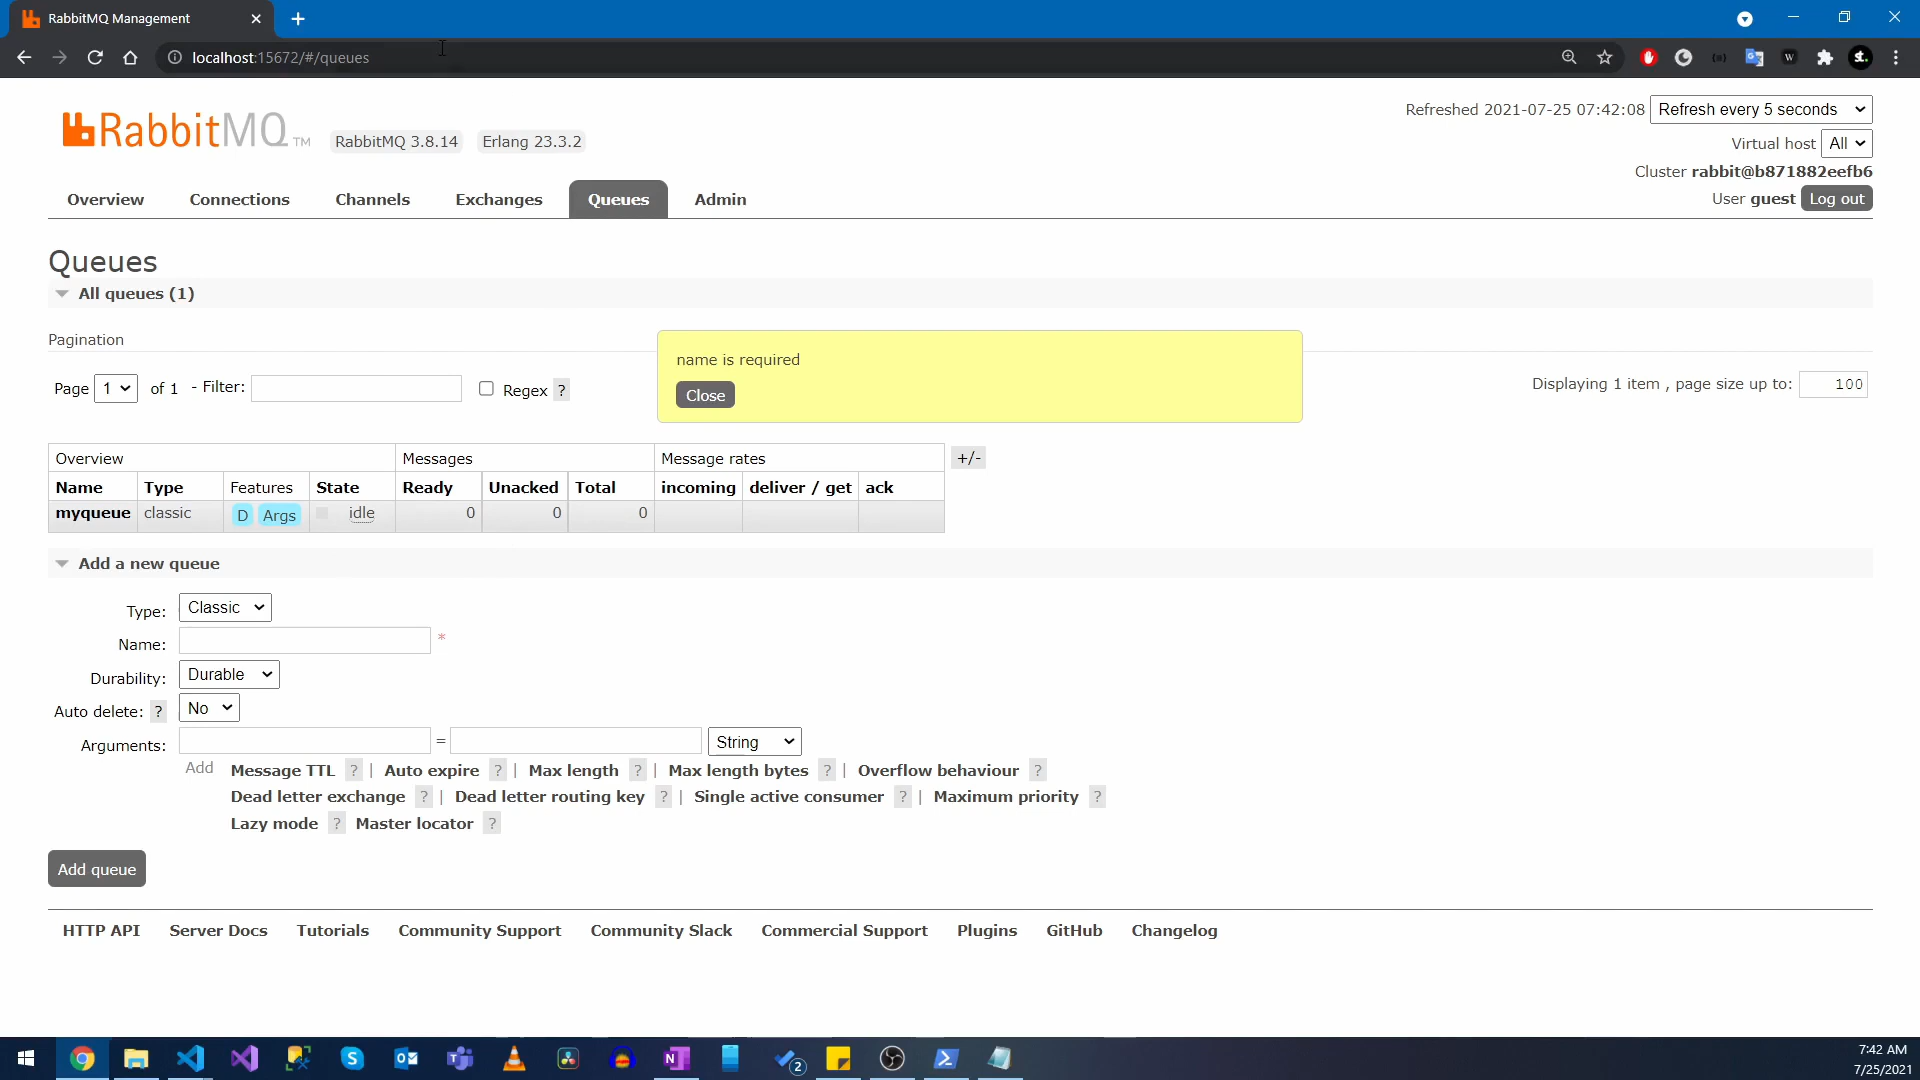 RabbitMQ Management
localhost:15672/#/queues
RabbitMQ TM RabbitMQ 3.8.14 Erlang 23.3.2
Refreshed 2021-07-25 07:42:08 Refresh every 5 seconds
Virtual host All
Cluster rabbit@b871882eefb6
User guest Log out
Overview Connections Channels Exchanges Queues Admin
Queues
All queues (1)
Pagination
name is required
Close
Page 1 of 1 - Filter: Regex ?
Displaying 1 item , page size up to: 100
Overview Messages Message rates +/-
Name Type Features State Ready Unacked Total incoming deliver / get ack
myqueue classic D Args idle 0 0 0
Add a new queue
Type: Classic
Name: *
Durability: Durable
Auto delete: ? No
Arguments: = String
Add Message TTL ? | Auto expire ? | Max length ? | Max length bytes ? | Overflow behaviour ?
Dead letter exchange ? | Dead letter routing key ? | Single active consumer ? | Maximum priority ?
Lazy mode ? Master locator ?
Add queue
HTTP API Server Docs Tutorials Community Support Community Slack Commercial Support Plugins GitHub Changelog
2
7:42 AM
7/25/2021